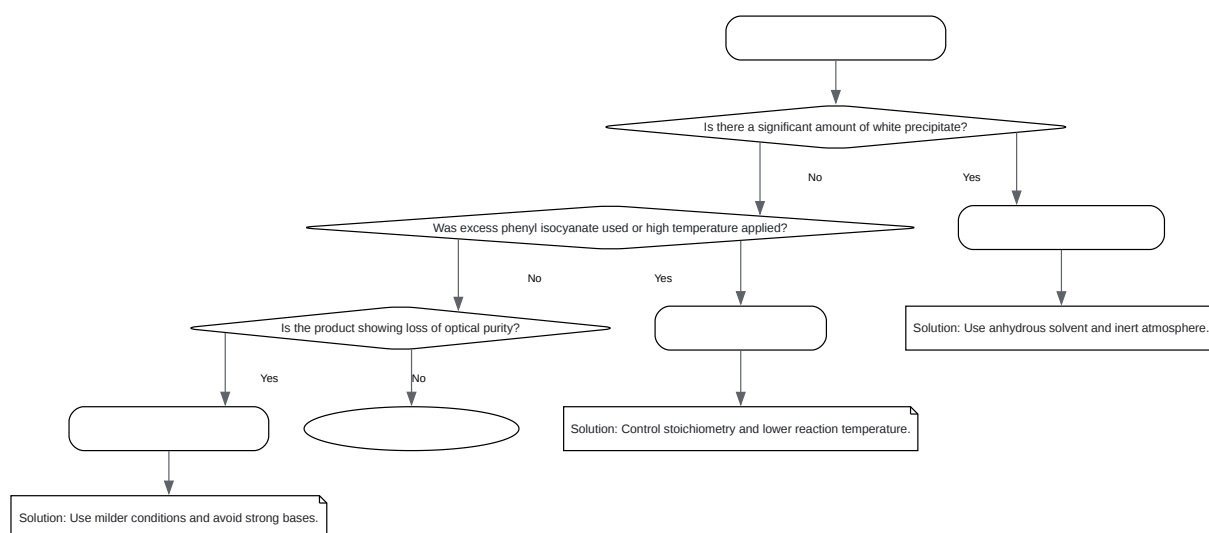 Is there a significant amount of white precipitate?
No
Yes
Was excess phenyl isocyanate used or high temperature applied?
No
Yes
Is the product showing loss of optical purity?
Solution: Use anhydrous solvent and inert atmosphere.
Yes
No
Solution: Control stoichiometry and lower reaction temperature.
Solution: Use milder conditions and avoid strong bases.